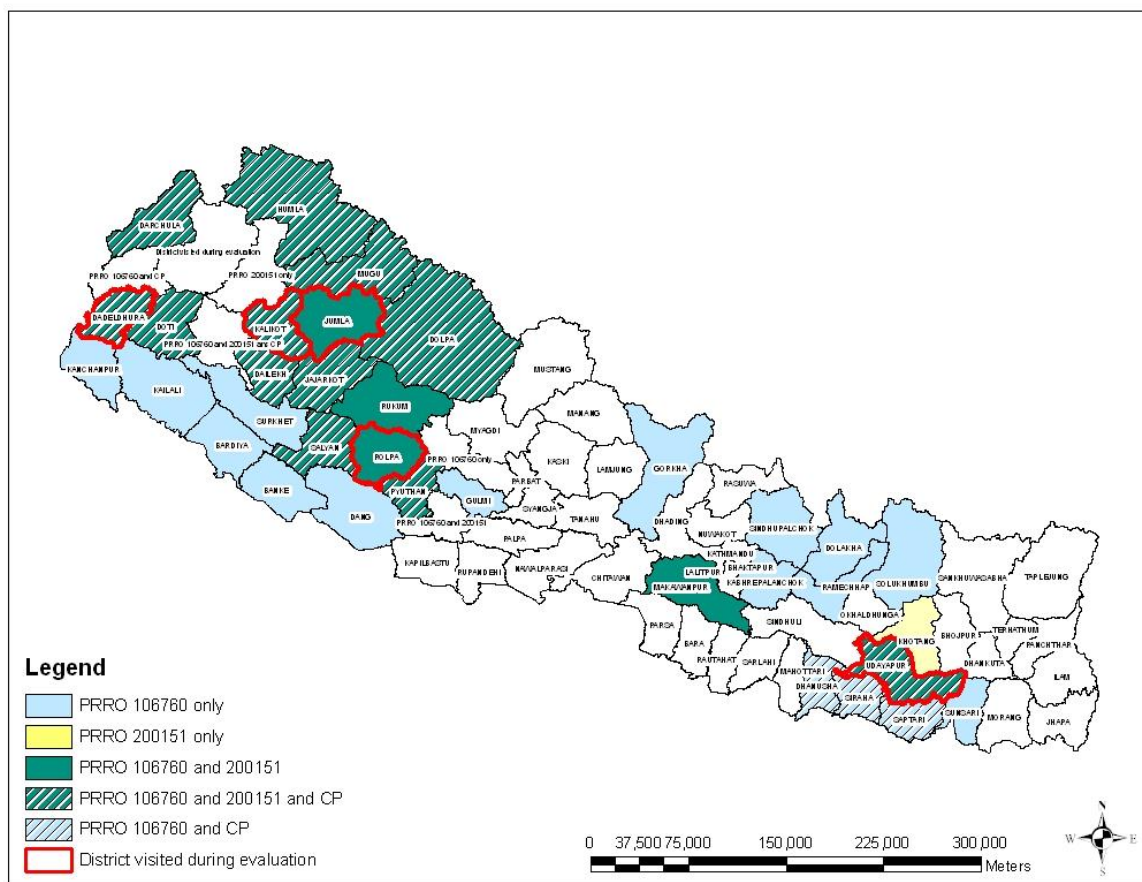 HUMLA
DARCHULA
District visited during evaluation
PRRO 106760 and CP
PRRO 200151 only
MUGU
DADELDHURA
DOTI
KALIKOT
JUMLA
DOLPA
PRRO 106760 and 200151 and CP
KANCHANPUR
DAILEKH
JAJARKOT
KAILALI
MUSTANG
RUKUM
MANANG
SURKHET
MYAGDI
BARDIYA
SALYAN
ROLPA
PRRO 106760 only
KASKI
LAMJUNG
GORKHA
RASUWA
BANKE
PYUTHAN
GULMI
PARBAT
SYANGJA
TANAHU
DHADING
NUWAKOT
SINDHUPALCHOK
DANG
PRRO 106760 and 200151
PALPA
DOLAKHA
KATHMANDU
KAPILBASTU
RUPANDEHI
NAWALPARASI
CHITAWAN
LALITPUR
BHAKTAPUR
KABHREPALANCHOK
RAMECHHAP
SOLUKHUMBU
SANKHUWASABHA
TAPLEJUNG
MAKAWANPUR
OKHALDHUNGA
PARSA
BARA
SINDHULI
KHOTANG
BHOJPUR
TERHATHUM
PANCHTHAR
RAUTAHAT
SARLAHI
MAHOTTARI
UDAYAPUR
DHANKUTA
ILAM
DHANUSHA
SIRAHA
SAPTARI
SUNSARI
MORANG
JHAPA
Legend
PRRO 106760 only
PRRO 200151 only
PRRO 106760 and 200151
PRRO 106760 and 200151 and CP
PRRO 106760 and CP
District visited during evaluation
0 37,500 75,000 150,000 225,000 300,000
Meters
N
W E
S